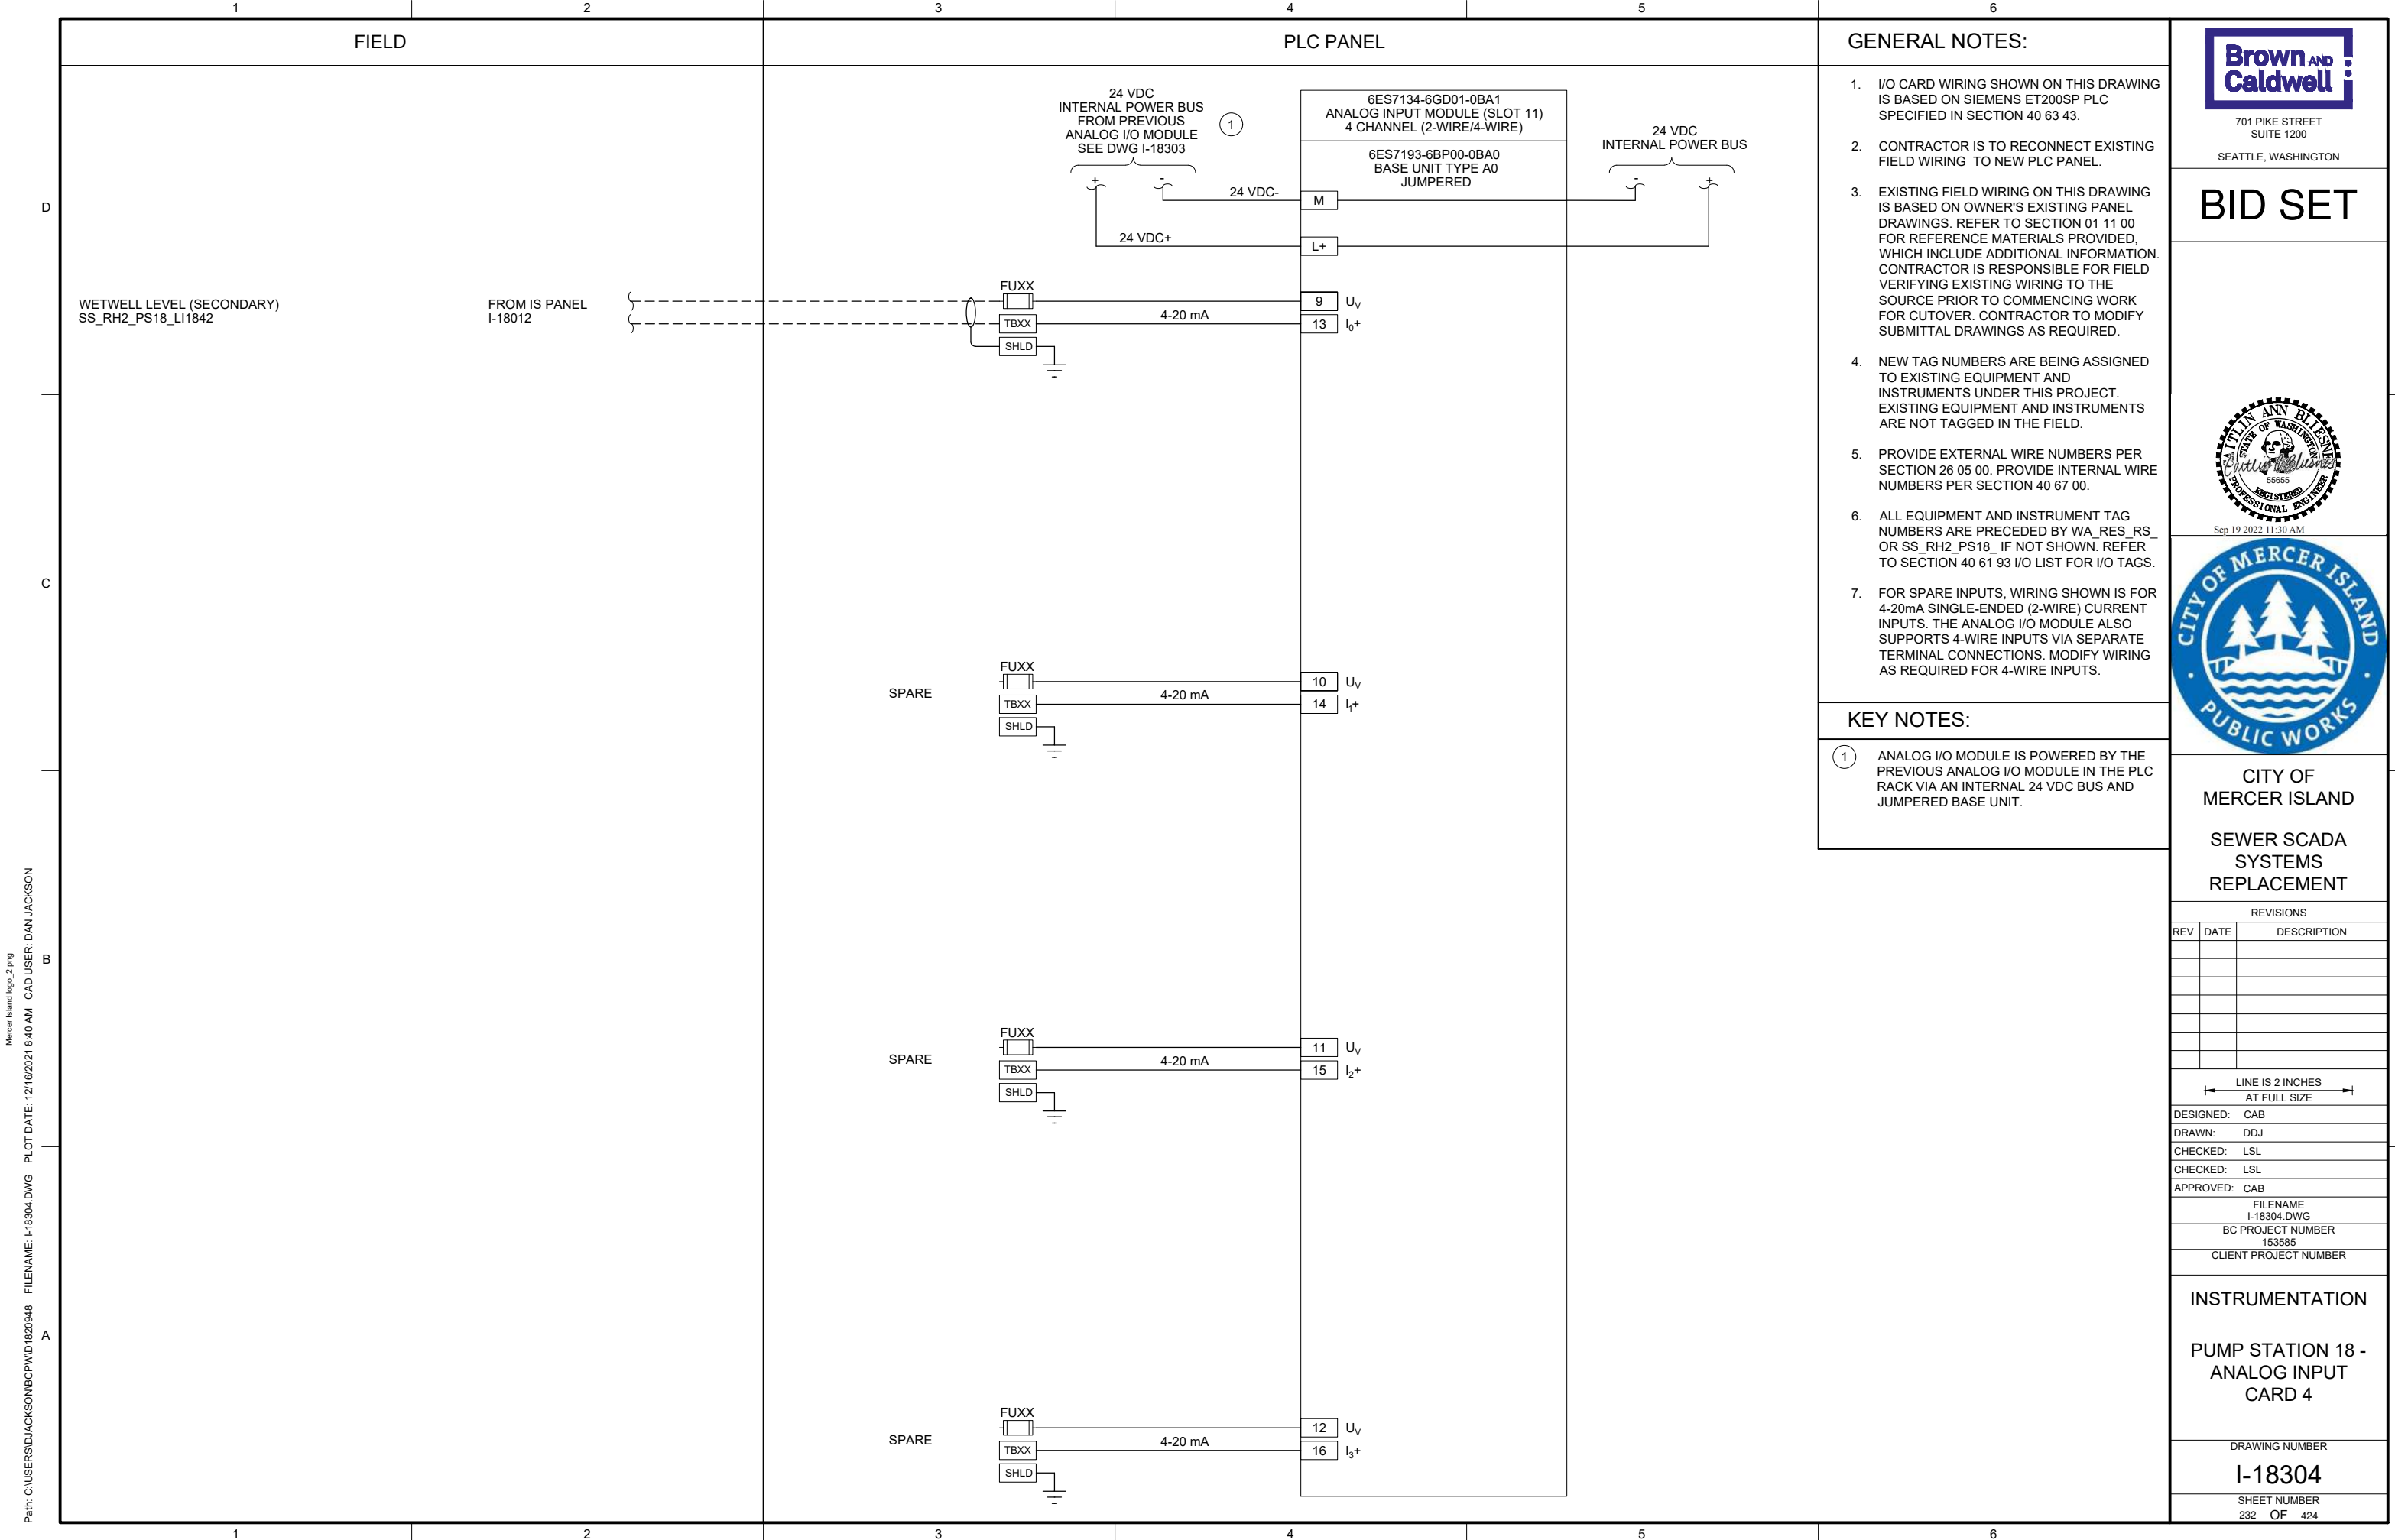 1 2 3 4 5 6
FIELD
PLC PANEL
24 VDC
INTERNAL POWER BUS
FROM PREVIOUS
ANALOG I/O MODULE
SEE DWG I-18303
1
6ES7134-6GD01-0BA1
ANALOG INPUT MODULE (SLOT 11)
4 CHANNEL (2-WIRE/4-WIRE)
6ES7193-6BP00-0BA0
BASE UNIT TYPE A0
JUMPERED
24 VDC
INTERNAL POWER BUS
+ - - +
24 VDC- M
24 VDC+ L+
WETWELL LEVEL (SECONDARY)
SS_RH2_PS18_LI1842
FROM IS PANEL
I-18012
FUXX
9 UV
TBXX 4-20 mA 13 I0+
SHLD
SPARE
FUXX
10 UV
TBXX 4-20 mA 14 I1+
SHLD
SPARE
FUXX
11 UV
TBXX 4-20 mA 15 I2+
SHLD
SPARE
FUXX
12 UV
TBXX 4-20 mA 16 I3+
SHLD
D
C
B
A
1 2 3 4 5 6
GENERAL NOTES:
1. I/O CARD WIRING SHOWN ON THIS DRAWING
IS BASED ON SIEMENS ET200SP PLC
SPECIFIED IN SECTION 40 63 43.
2. CONTRACTOR IS TO RECONNECT EXISTING
FIELD WIRING TO NEW PLC PANEL.
3. EXISTING FIELD WIRING ON THIS DRAWING
IS BASED ON OWNER'S EXISTING PANEL
DRAWINGS. REFER TO SECTION 01 11 00
FOR REFERENCE MATERIALS PROVIDED,
WHICH INCLUDE ADDITIONAL INFORMATION.
CONTRACTOR IS RESPONSIBLE FOR FIELD
VERIFYING EXISTING WIRING TO THE
SOURCE PRIOR TO COMMENCING WORK
FOR CUTOVER. CONTRACTOR TO MODIFY
SUBMITTAL DRAWINGS AS REQUIRED.
4. NEW TAG NUMBERS ARE BEING ASSIGNED
TO EXISTING EQUIPMENT AND
INSTRUMENTS UNDER THIS PROJECT.
EXISTING EQUIPMENT AND INSTRUMENTS
ARE NOT TAGGED IN THE FIELD.
5. PROVIDE EXTERNAL WIRE NUMBERS PER
SECTION 26 05 00. PROVIDE INTERNAL WIRE
NUMBERS PER SECTION 40 67 00.
6. ALL EQUIPMENT AND INSTRUMENT TAG
NUMBERS ARE PRECEDED BY WA_RES_RS_
OR SS_RH2_PS18_ IF NOT SHOWN. REFER
TO SECTION 40 61 93 I/O LIST FOR I/O TAGS.
7. FOR SPARE INPUTS, WIRING SHOWN IS FOR
4-20mA SINGLE-ENDED (2-WIRE) CURRENT
INPUTS. THE ANALOG I/O MODULE ALSO
SUPPORTS 4-WIRE INPUTS VIA SEPARATE
TERMINAL CONNECTIONS. MODIFY WIRING
AS REQUIRED FOR 4-WIRE INPUTS.
KEY NOTES:
1 ANALOG I/O MODULE IS POWERED BY THE
PREVIOUS ANALOG I/O MODULE IN THE PLC
RACK VIA AN INTERNAL 24 VDC BUS AND
JUMPERED BASE UNIT.
Brown AND
Caldwell
701 PIKE STREET
SUITE 1200
SEATTLE, WASHINGTON
BID SET
CAITLIN ANN BLIESNER
STATE OF WASHINGTON
55655
REGISTERED
PROFESSIONAL ENGINEER
Sep 19 2022 11:30 AM
CITY OF MERCER ISLAND
PUBLIC WORKS
CITY OF
MERCER ISLAND
SEWER SCADA
SYSTEMS
REPLACEMENT
REVISIONS
REV DATE DESCRIPTION
LINE IS 2 INCHES
AT FULL SIZE
DESIGNED: CAB
DRAWN: DDJ
CHECKED: LSL
CHECKED: LSL
APPROVED: CAB
FILENAME
I-18304.DWG
BC PROJECT NUMBER
153585
CLIENT PROJECT NUMBER
INSTRUMENTATION
PUMP STATION 18 -
ANALOG INPUT
CARD 4
DRAWING NUMBER
I-18304
SHEET NUMBER
232 OF 424
Mercer Island logo_2.png
Path: C:\USERS\DJACKSON\BCPW\D1820948 FILENAME: I-18304.DWG PLOT DATE: 12/16/2021 8:40 AM CAD USER: DAN JACKSON